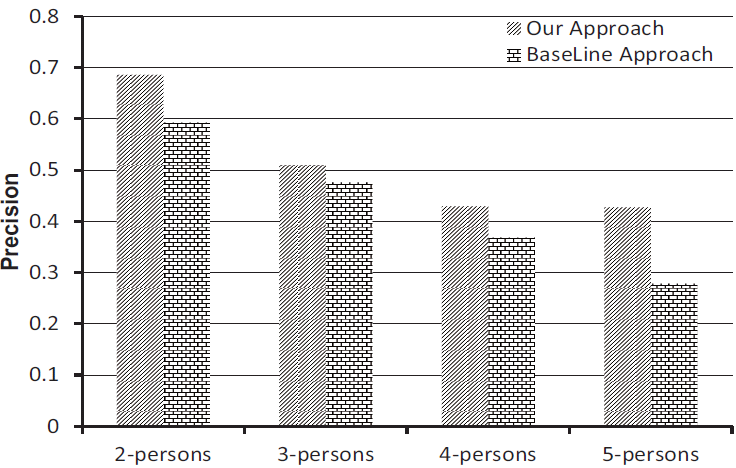 0.8
Our Approach
BaseLine Approach
0.7
0.6
0.5
0.4
0.3
0.2
0.1
0
Precision
2-persons 3-persons 4-persons 5-persons